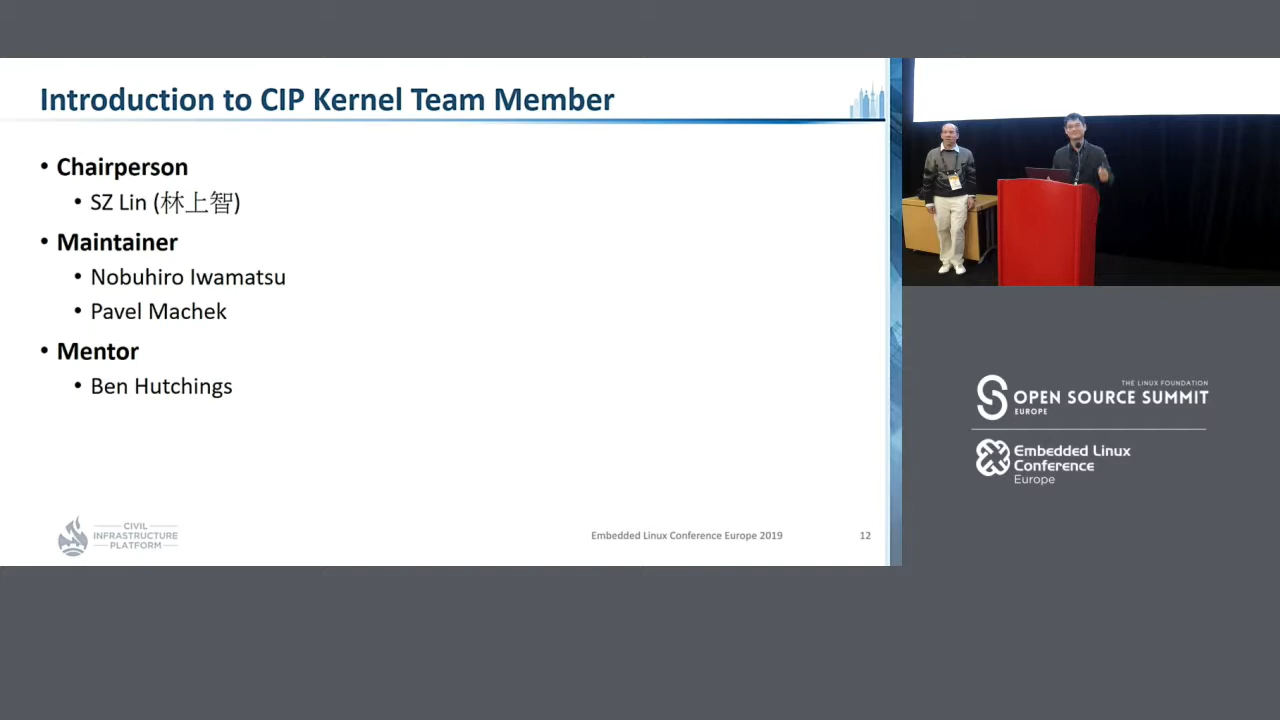 Introduction to CIP Kernel Team Member
• Chairperson
• SZ Lin (林上智)
• Maintainer
• Nobuhiro Iwamatsu
• Pavel Machek
• Mentor
• Ben Hutchings
CIVIL
INFRASTRUCTURE
PLATFORM
Embedded Linux Conference Europe 2019
12
THE LINUX FOUNDATION
OPEN SOURCE SUMMIT
EUROPE
Embedded Linux
Conference
Europe